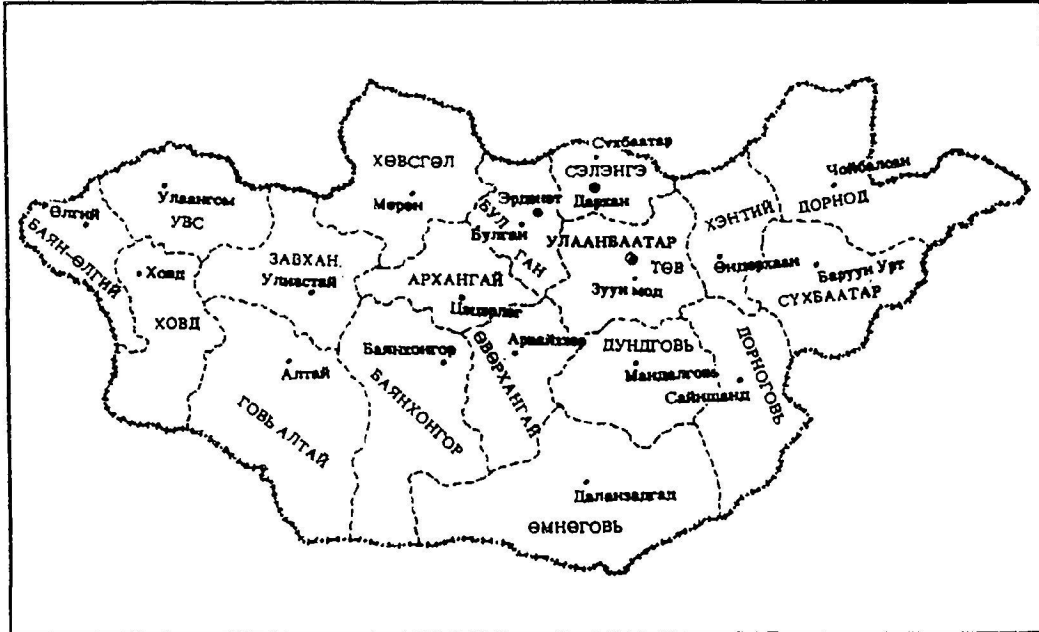 Сүхбаатар
ХӨВСГӨЛ
СЭЛЭНГЭ
Чойбалсан
Улаангом
Мөрөн
Эрдэнэт
Дархан
ХЭНТИЙ
ДОРНОД
Өлгий
УВС
БУЛ
ГАН
Булган
УЛААНБААТАР
БАЯН-ӨЛГИЙ
Ховд
ЗАВХАН
Улиастай
АРХАНГАЙ
ТӨВ
Өндөрхаан
Баруун Урт
СҮХБААТАР
Зуун мод
Цэцэрлэг
ХОВД
Баянхонгор
Арвайхээр
ДУНДГОВЬ
ДОРНОГОВЬ
Алтай
ӨВӨРХАНГАЙ
Мандалговь
Сайншанд
ГОВЬ АЛТАЙ
БАЯНХОНГОР
Даланзадгад
ӨМНӨГОВЬ